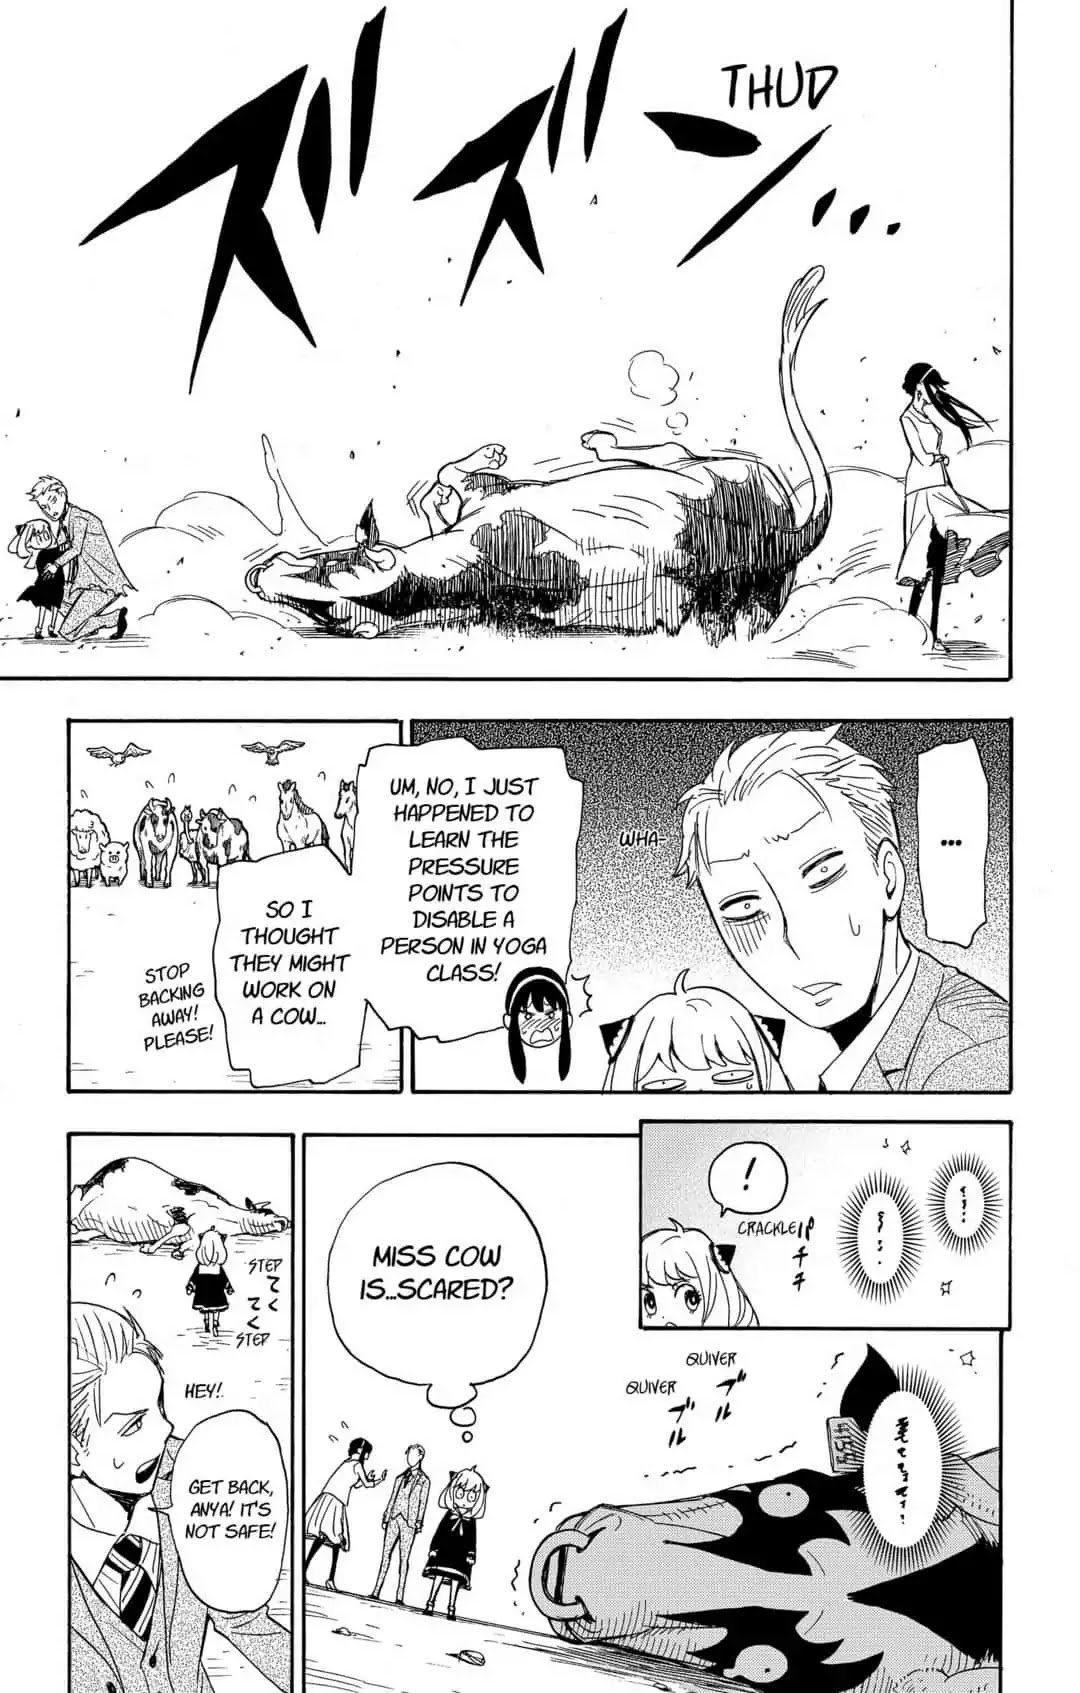 ズズン...
THUD
...
WHA-
UM, NO, I JUST
HAPPENED TO
LEARN THE
PRESSURE
POINTS TO
DISABLE A
PERSON IN YOGA
CLASS!
SO I
THOUGHT
THEY MIGHT
WORK ON
A COW...
STOP
BACKING
AWAY!
PLEASE!
!
CRACKLE
パチチ
MISS COW
IS...SCARED?
QUIVER
QUIVER
ブル
ブル
STEP
てく
てく
STEP
HEY!
GET BACK,
ANYA! IT'S
NOT SAFE!